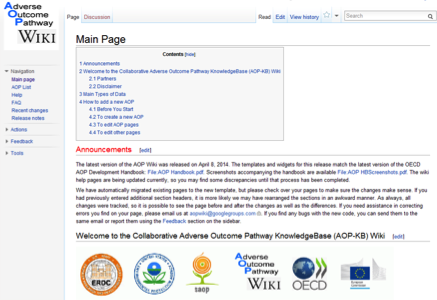 Adverse
Outcome
Pathway
WIKI
Page Discussion
Read Edit View history Search
Main Page
Contents [hide]
1 Announcements
2 Welcome to the Collaborative Adverse Outcome Pathway KnowledgeBase (AOP-KB) Wiki
2.1 Partners
2.2 Disclaimer
3 Main Types of Data
4 How to add a new AOP
4.1 Before You Start
4.2 To create a new AOP
4.3 To edit AOP pages
4.4 To edit other pages
Navigation
Main page
AOP List
Help
FAQ
Recent changes
Release notes
Actions
Feedback
Tools
Announcements [edit]
The latest version of the AOP Wiki was released on April 8, 2014. The templates and widgets for this release match the latest version of the OECD
AOP Development Handbook: File:AOP Handbook.pdf. Screenshots accompanying the handbook are available File:AOP HBScreenshots.pdf. The wiki
help pages are being updated currently, so you may find some discrepancies until that process has been completed.
We have automatically migrated existing pages to the new template, but please check over your pages to make sure the changes make sense. If you
had previously entered additional section headers, it is more likely we may have rearranged the sections in an awkward manner. As always, all
changes were tracked, so it is possible to see the page before and after the changes as well as the differences. If you need assistance in correcting
errors you find on your page, please email us at aopwiki@googlegroups.com. If you find any bugs with the new code, you can send them to the
same email or report them using the Feedback section on the sidebar.
Welcome to the Collaborative Adverse Outcome Pathway KnowledgeBase (AOP-KB) Wiki [edit]
EROC
iaop
Adverse
Outcome
Pathway
WIKI
OECD